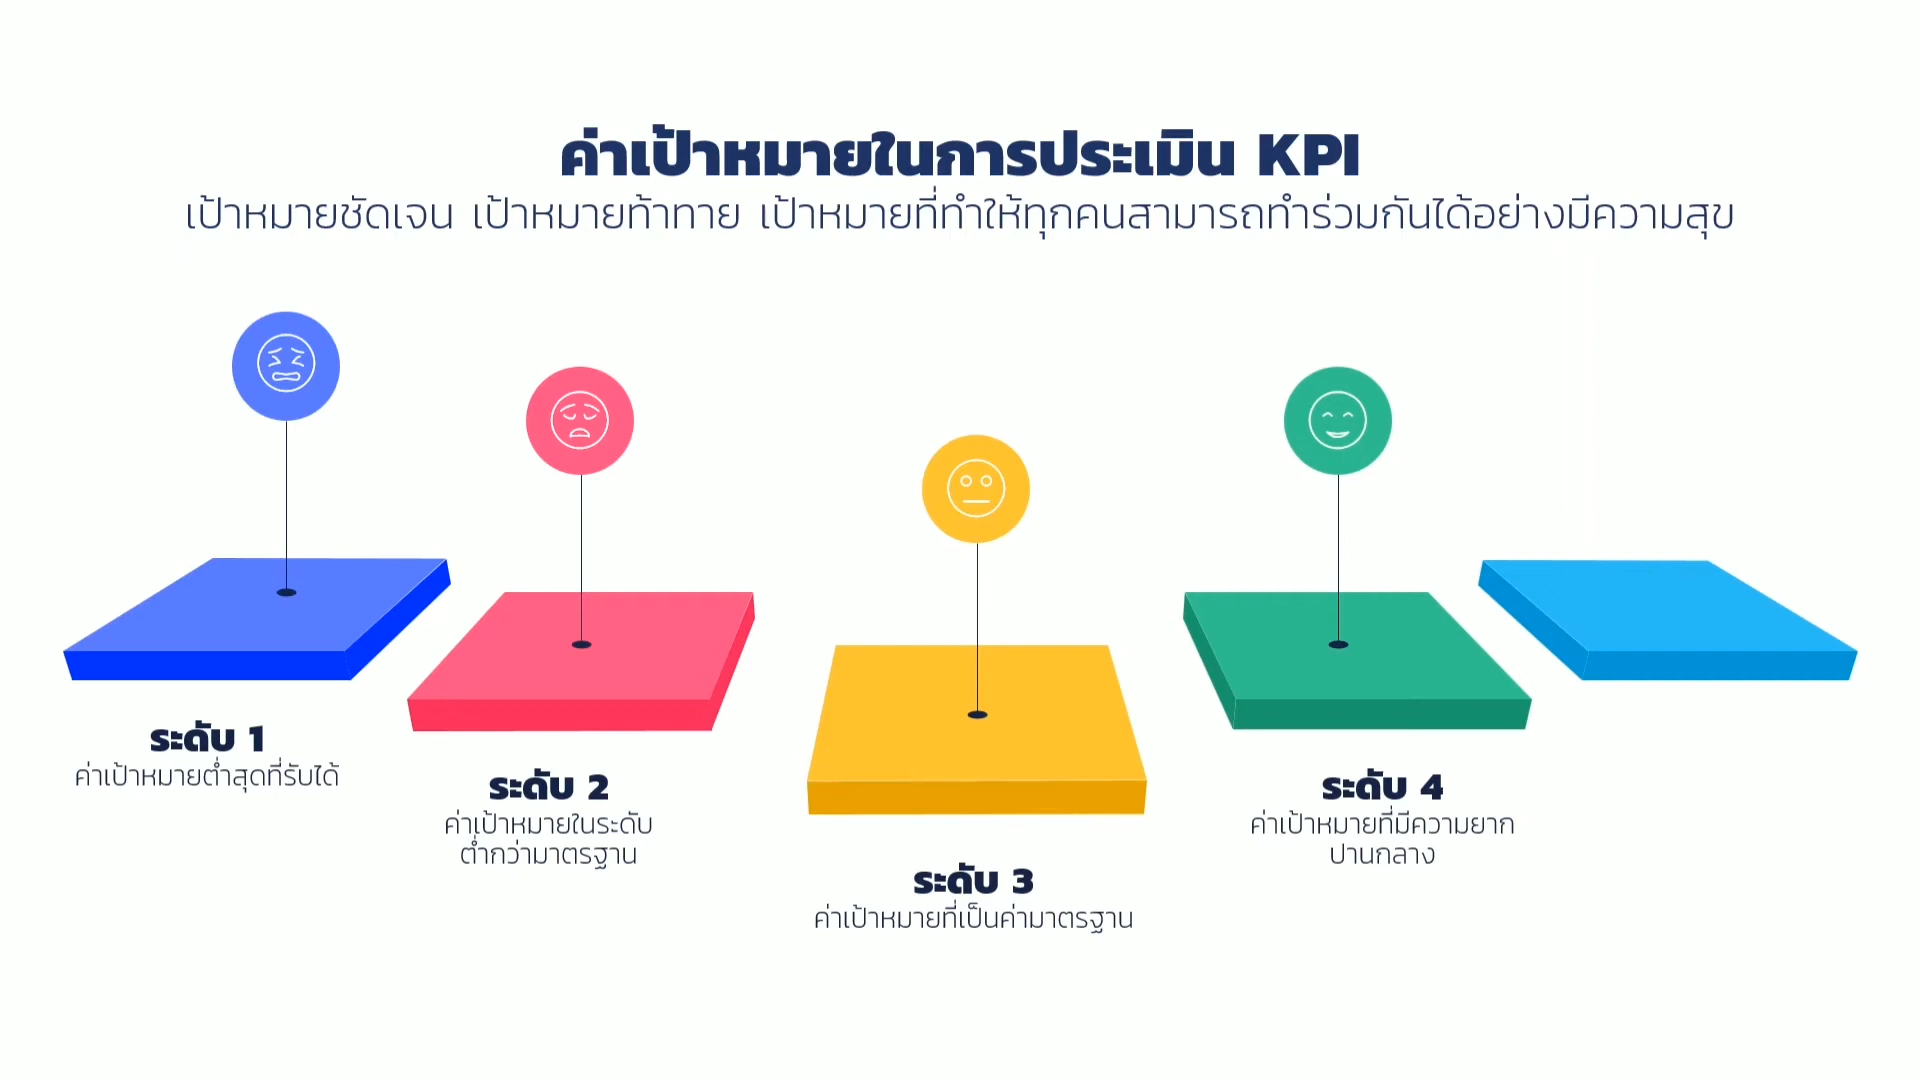 ค่าเป้าหมายในการประเมิน KPI
เป้าหมายชัดเจน เป้าหมายท้าทาย เป้าหมายที่ทำให้ทุกคนสามารถทำร่วมกันได้อย่างมีความสุข
ระดับ 1
ค่าเป้าหมายต่ำสุดที่รับได้
ระดับ 2
ค่าเป้าหมายในระดับ
ต่ำกว่ามาตรฐาน
ระดับ 3
ค่าเป้าหมายที่เป็นค่ามาตรฐาน
ระดับ 4
ค่าเป้าหมายที่มีความยาก
ปานกลาง